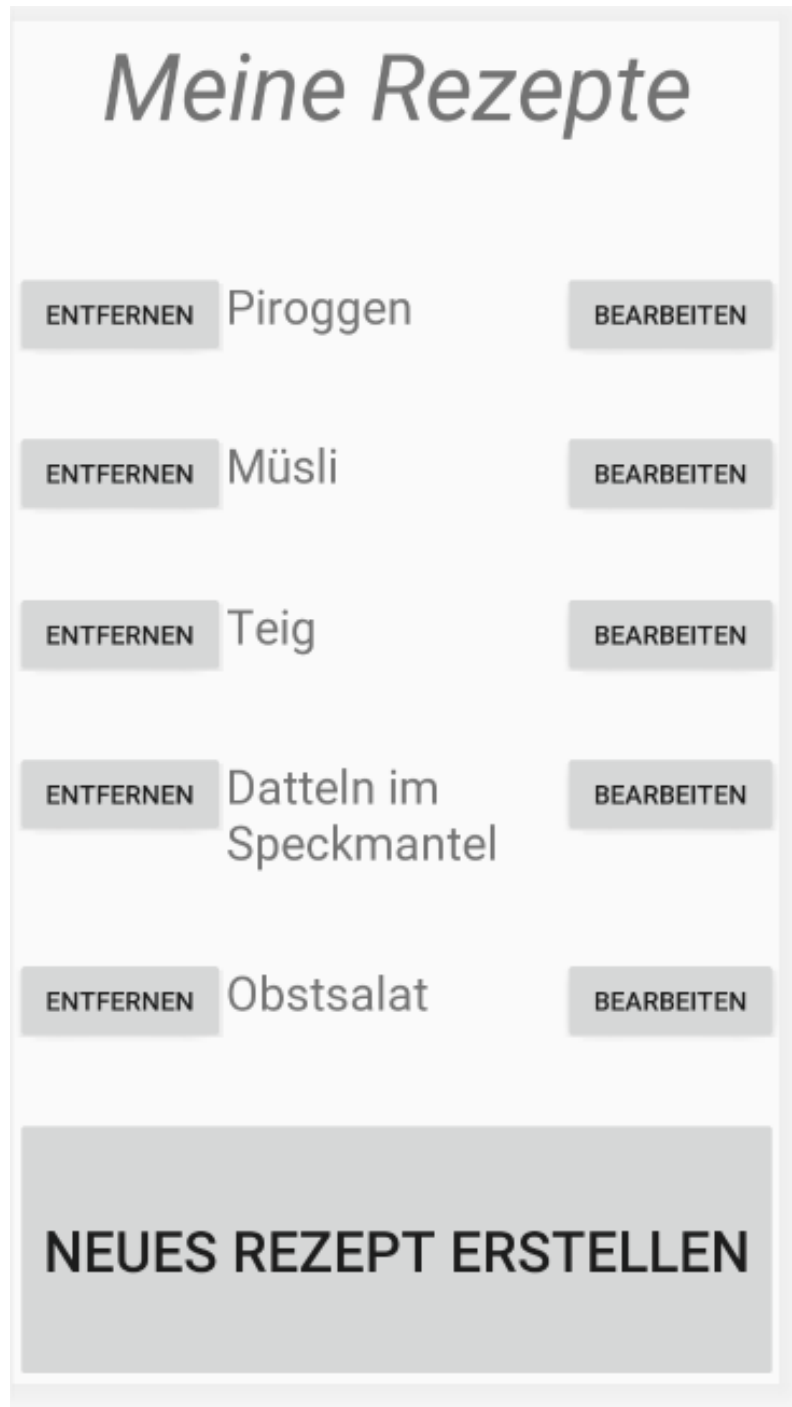 Meine Rezepte
ENTFERNEN Piroggen BEARBEITEN
ENTFERNEN Müsli BEARBEITEN
ENTFERNEN Teig BEARBEITEN
ENTFERNEN Datteln im BEARBEITEN
Speckmantel
ENTFERNEN Obstsalat BEARBEITEN
NEUES REZEPT ERSTELLEN